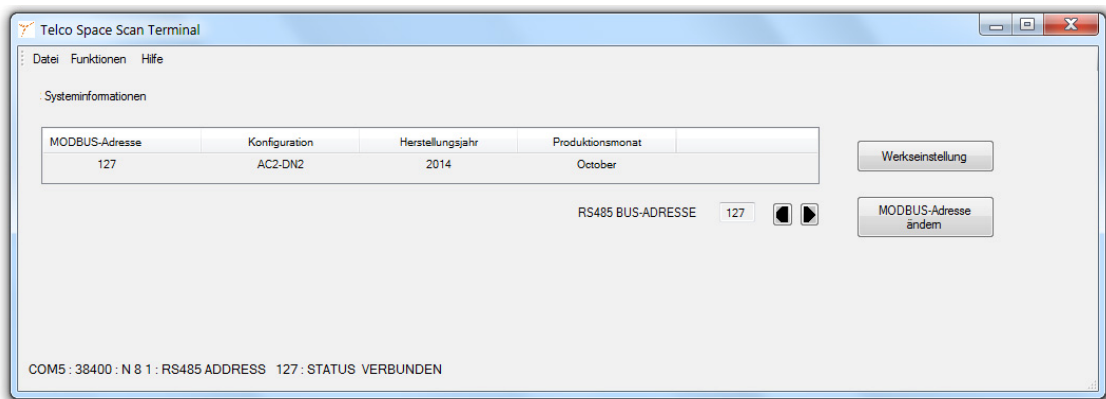 Telco Space Scan Terminal
Datei Funktionen Hilfe
Systeminformationen
MODBUS-Adresse Konfiguration Herstellungsjahr Produktionsmonat
127 AC2-DN2 2014 October
Werkseinstellung
RS485 BUS-ADRESSE 127
MODBUS-Adresse
ändern
COM5 : 38400 : N 8 1 : RS485 ADDRESS 127 : STATUS VERBUNDEN